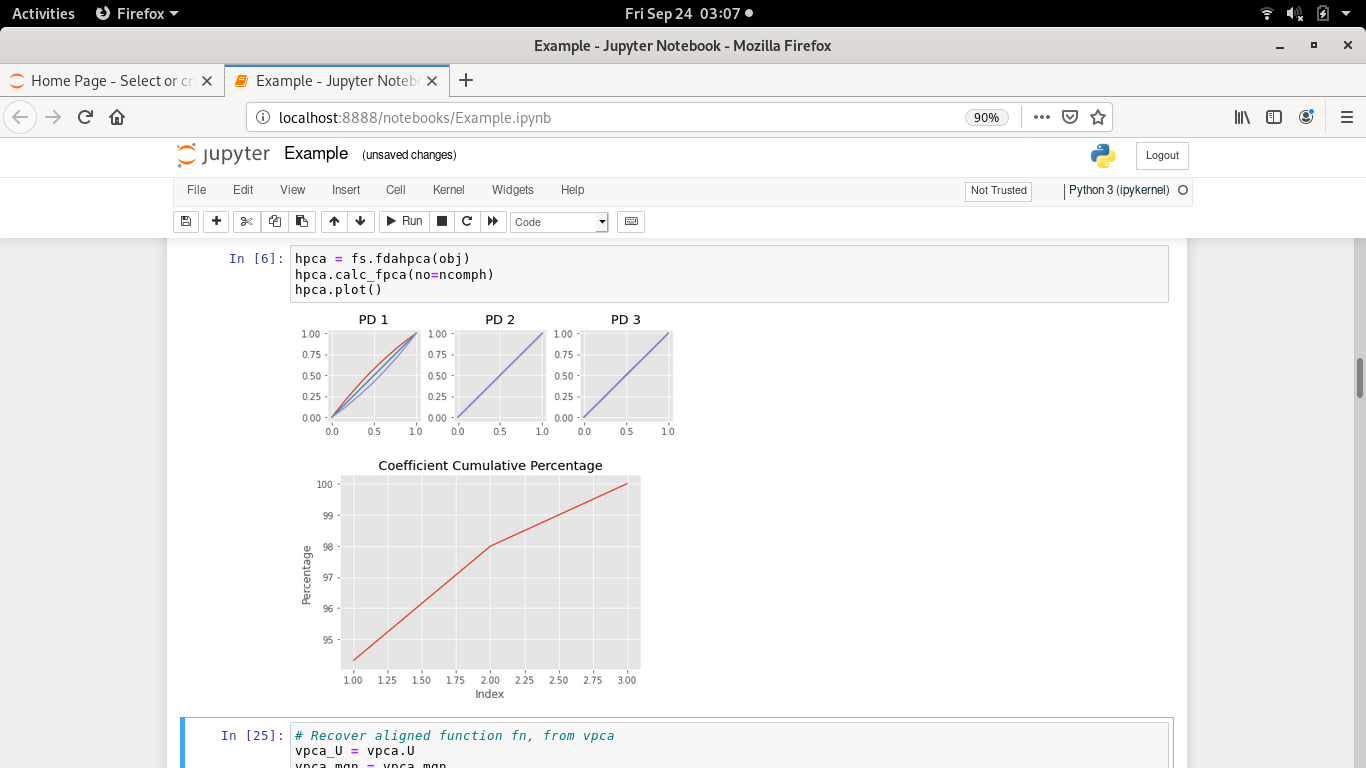 Activities Firefox Fri Sep 24 03:07
Example - Jupyter Notebook - Mozilla Firefox
Home Page - Select or cr Example - Jupyter Noteb
localhost:8888/notebooks/Example.ipynb 90%
jupyter Example (unsaved changes) Logout
File Edit View Insert Cell Kernel Widgets Help Not Trusted Python 3 (ipykernel)
Run Code
In [6]: hpca = fs.fdahpca(obj)
hpca.calc_fpca(no=ncomph)
hpca.plot()
PD 1 PD 2 PD 3
1.00 1.00 1.00
0.75 0.75 0.75
0.50 0.50 0.50
0.25 0.25 0.25
0.00 0.00 0.00
0.0 0.5 1.0 0.0 0.5 1.0 0.0 0.5 1.0
Coefficient Cumulative Percentage
100
99
98
97
96
95
Percentage
1.00 1.25 1.50 1.75 2.00 2.25 2.50 2.75 3.00
Index
In [25]: # Recover aligned function fn, from vpca
vpca_U = vpca.U
vpca_mqn = vpca.mqn